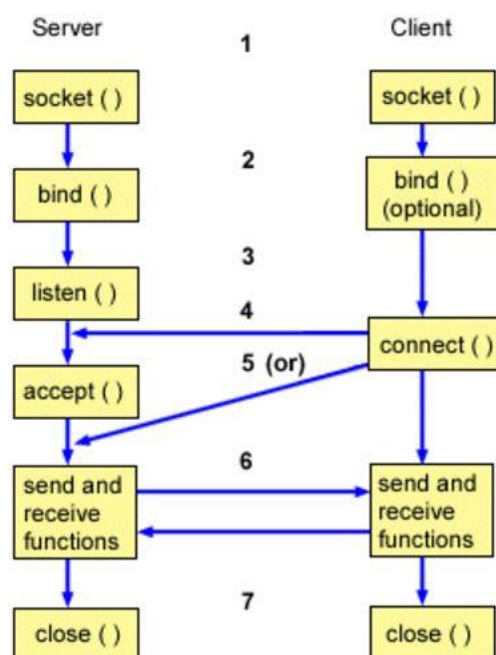 Server
1
Client
socket ( )
socket ( )
2
bind ( )
bind ( )
(optional)
3
listen ( )
4
connect ( )
5 (or)
accept ( )
6
send and
receive
functions
send and
receive
functions
7
close ( )
close ( )